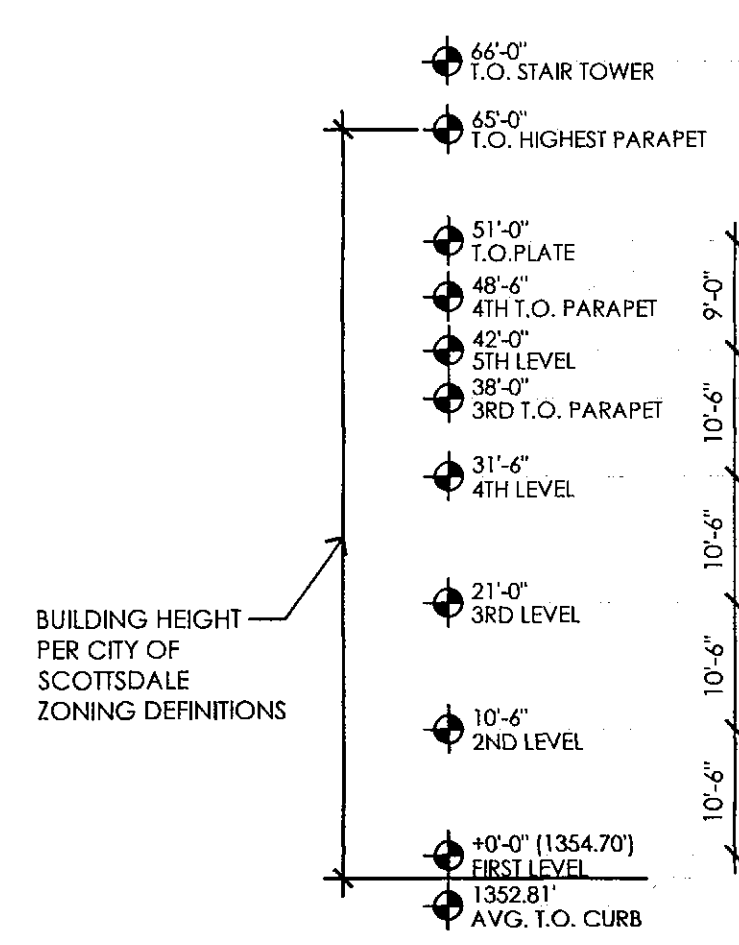 66'-0"
T.O. STAIR TOWER
65'-0"
T.O. HIGHEST PARAPET
51'-0"
T.O.PLATE
48'-6"
4TH T.O. PARAPET
42'-0"
5TH LEVEL
38'-0"
3RD T.O. PARAPET
31'-6"
4TH LEVEL
21'-0"
3RD LEVEL
10'-6"
2ND LEVEL
+0'-0" (1354.70')
FIRST LEVEL
1352.81'
AVG. T.O. CURB
BUILDING HEIGHT
PER CITY OF
SCOTTSDALE
ZONING DEFINITIONS
9'-0"
10'-6"
10'-6"
10'-6"
10'-6"